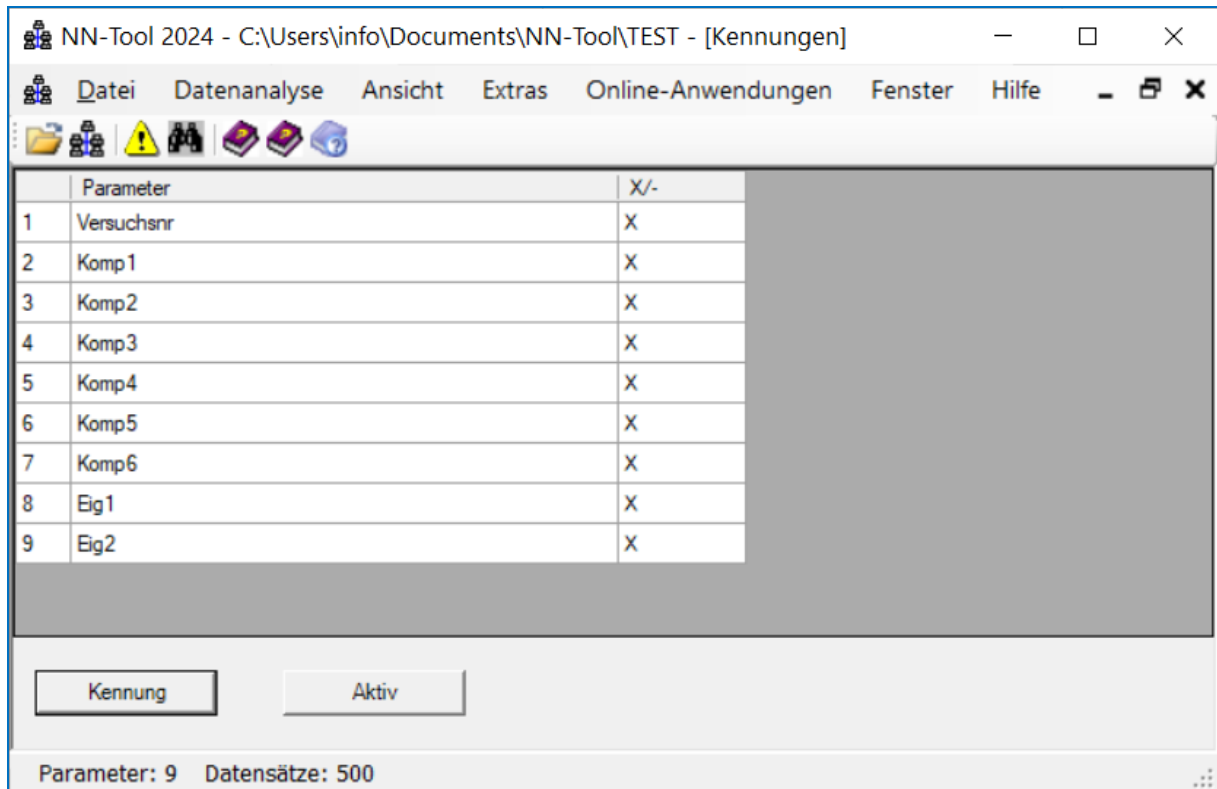 NN-Tool 2024 - C:\Users\info\Documents\NN-Tool\TEST - [Kennungen]
Datei Datenanalyse Ansicht Extras Online-Anwendungen Fenster Hilfe
Parameter X/-
1 Versuchsnr X
2 Komp1 X
3 Komp2 X
4 Komp3 X
5 Komp4 X
6 Komp5 X
7 Komp6 X
8 Eig1 X
9 Eig2 X
Kennung Aktiv
Parameter: 9 Datensätze: 500